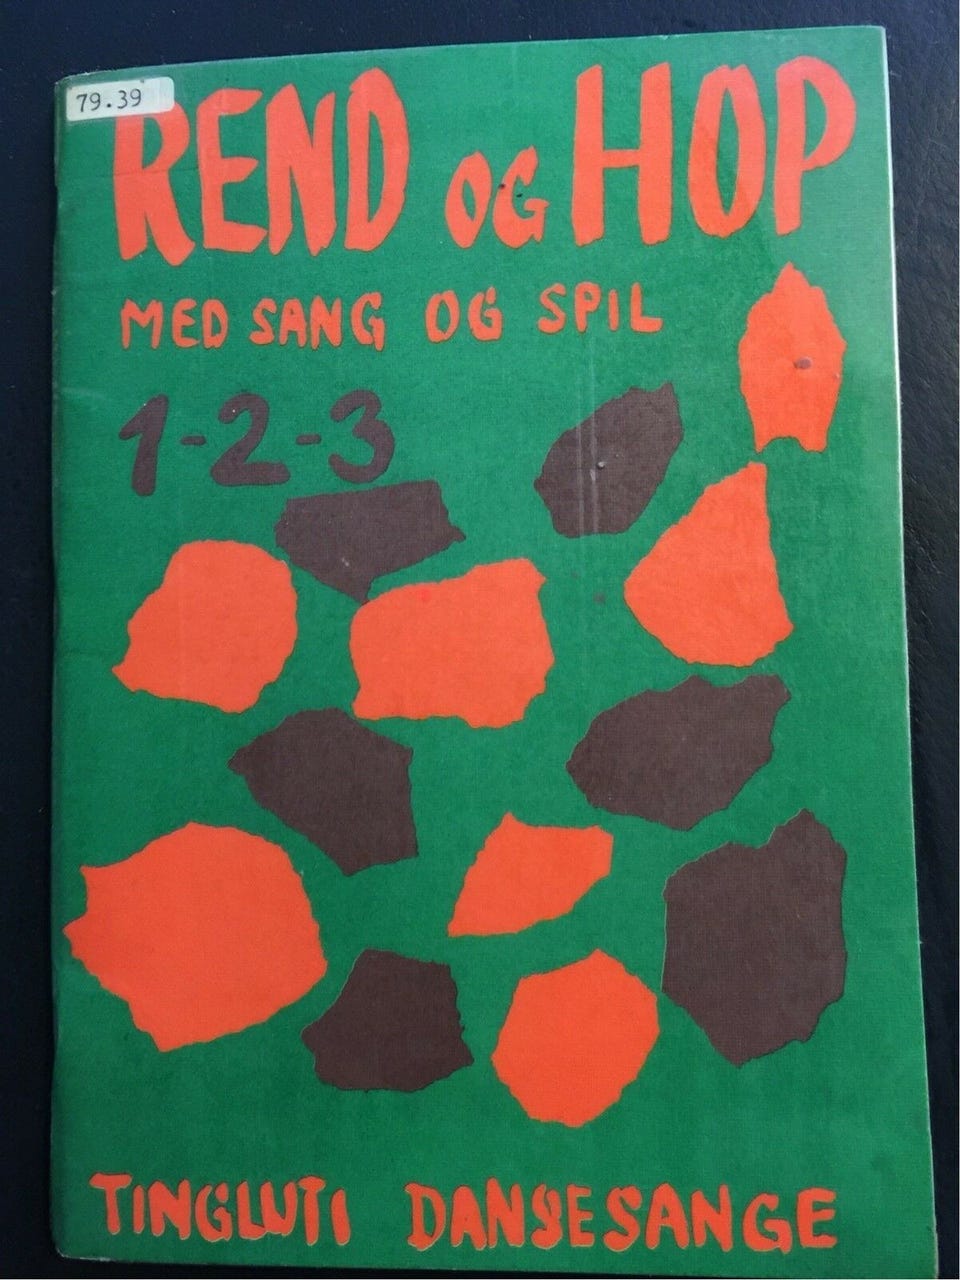 79.39
REND OG HOP
MED SANG OG SPIL
1-2-3
TINGLUTI DANSESANGE